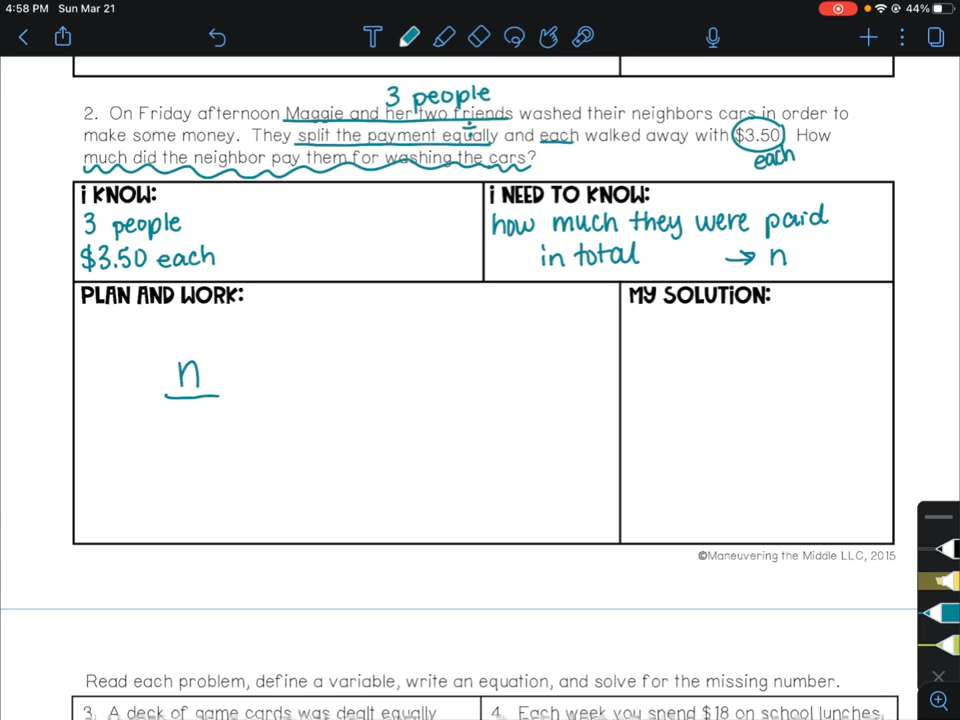 4:58 PM Sun Mar 21
44%
3 people
2. On Friday afternoon Maggie and her two friends washed their neighbors cars in order to
make some money. They split the payment equally and each walked away with $3.50. How
÷
much did the neighbor pay them for washing the cars?
each
I KNOW:
3 people
$3.50 each
I NEED TO KNOW:
how much they were paid
in total → n
PLAN AND WORK:
n
MY SOLUTION:
©Maneuvering the Middle LLC, 2015
Read each problem, define a variable, write an equation, and solve for the missing number.
3. A deck of game cards was dealt equally
4. Each week you spend $18 on school lunches.